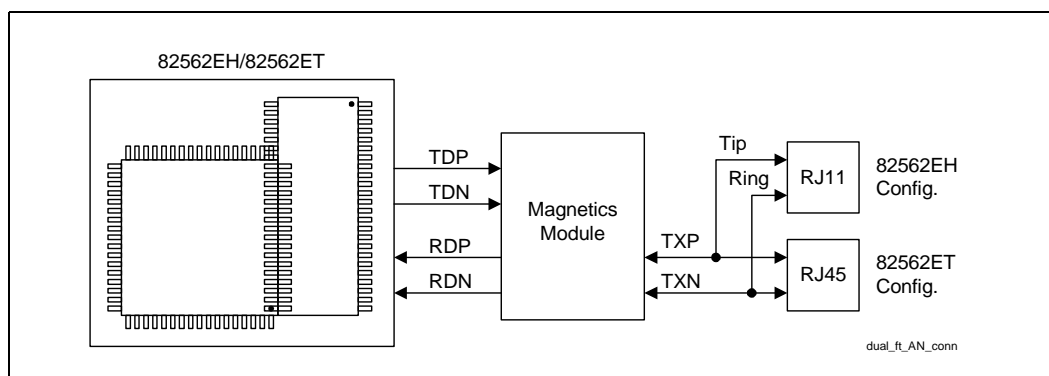 82562EH/82562ET
TDP
TDN
RDP
RDN
Magnetics
Module
TXP
TXN
Tip
Ring
RJ11
82562EH
Config.
RJ45
82562ET
Config.
dual_ft_AN_conn